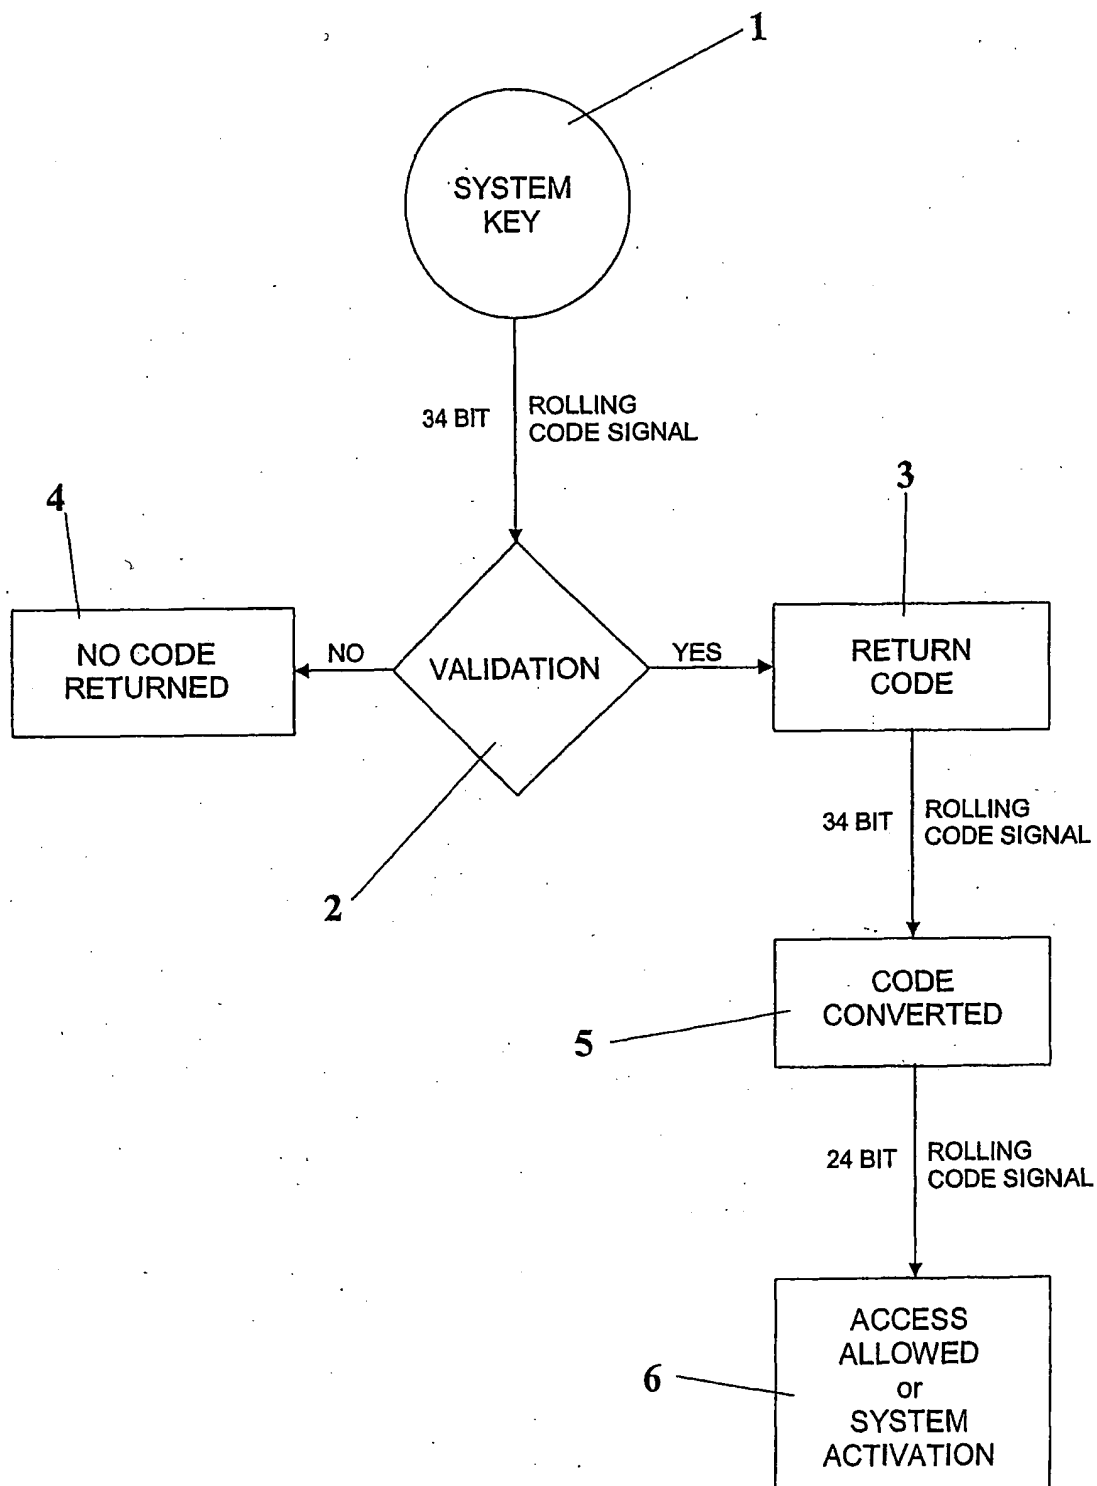 1
SYSTEM
KEY
34 BIT
ROLLING
CODE SIGNAL
4
3
NO CODE
RETURNED
NO
VALIDATION
YES
RETURN
CODE
2
34 BIT
ROLLING
CODE SIGNAL
5
CODE
CONVERTED
24 BIT
ROLLING
CODE SIGNAL
6
ACCESS
ALLOWED
or
SYSTEM
ACTIVATION